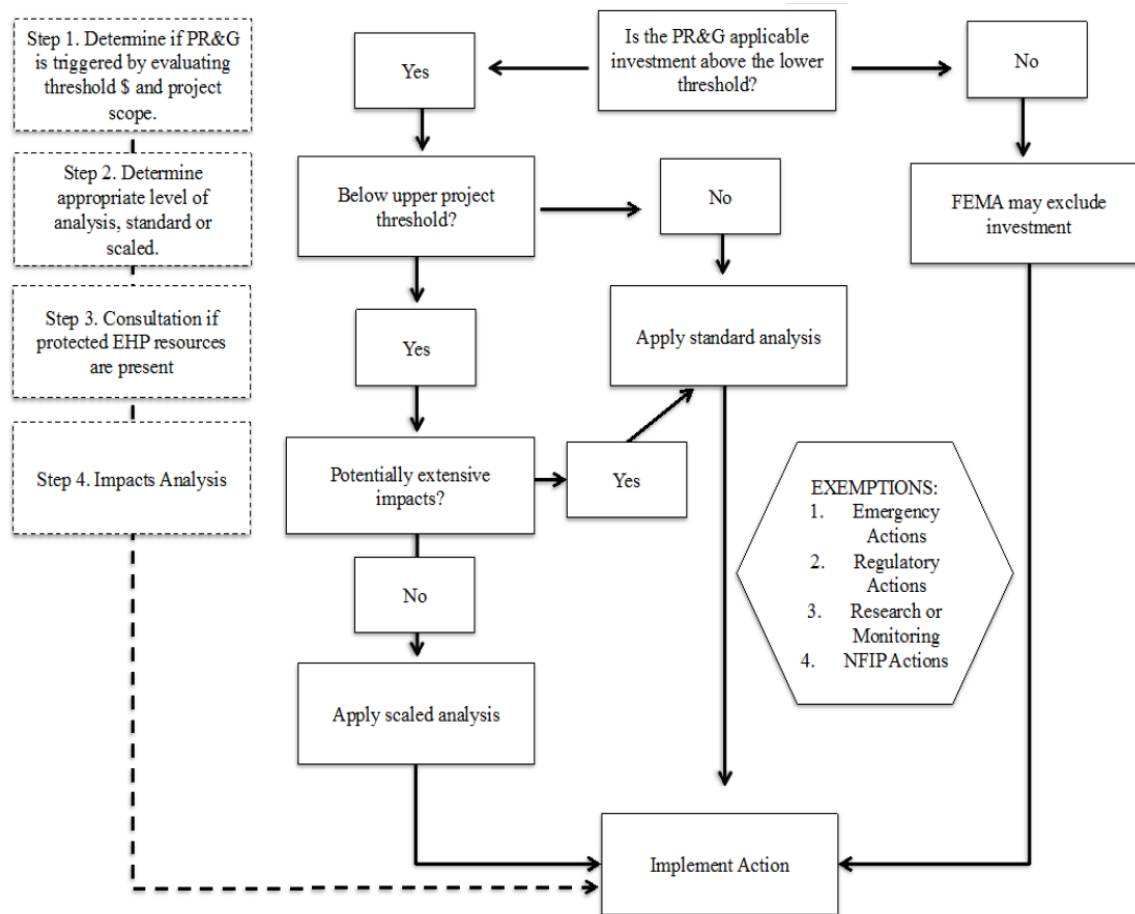 Step 1. Determine if PR&G
is triggered by evaluating
threshold $ and project
scope.
Step 2. Determine
appropriate level of
analysis, standard or
scaled.
Step 3. Consultation if
protected EHP resources
are present
Step 4. Impacts Analysis
Is the PR&G applicable
investment above the lower
threshold?
Yes
No
Below upper project
threshold?
No
FEMA may exclude
investment
Yes
Apply standard analysis
Potentially extensive
impacts?
Yes
No
Apply scaled analysis
EXEMPTIONS:
1. Emergency
Actions
2. Regulatory
Actions
3. Research or
Monitoring
4. NFIP Actions
Implement Action